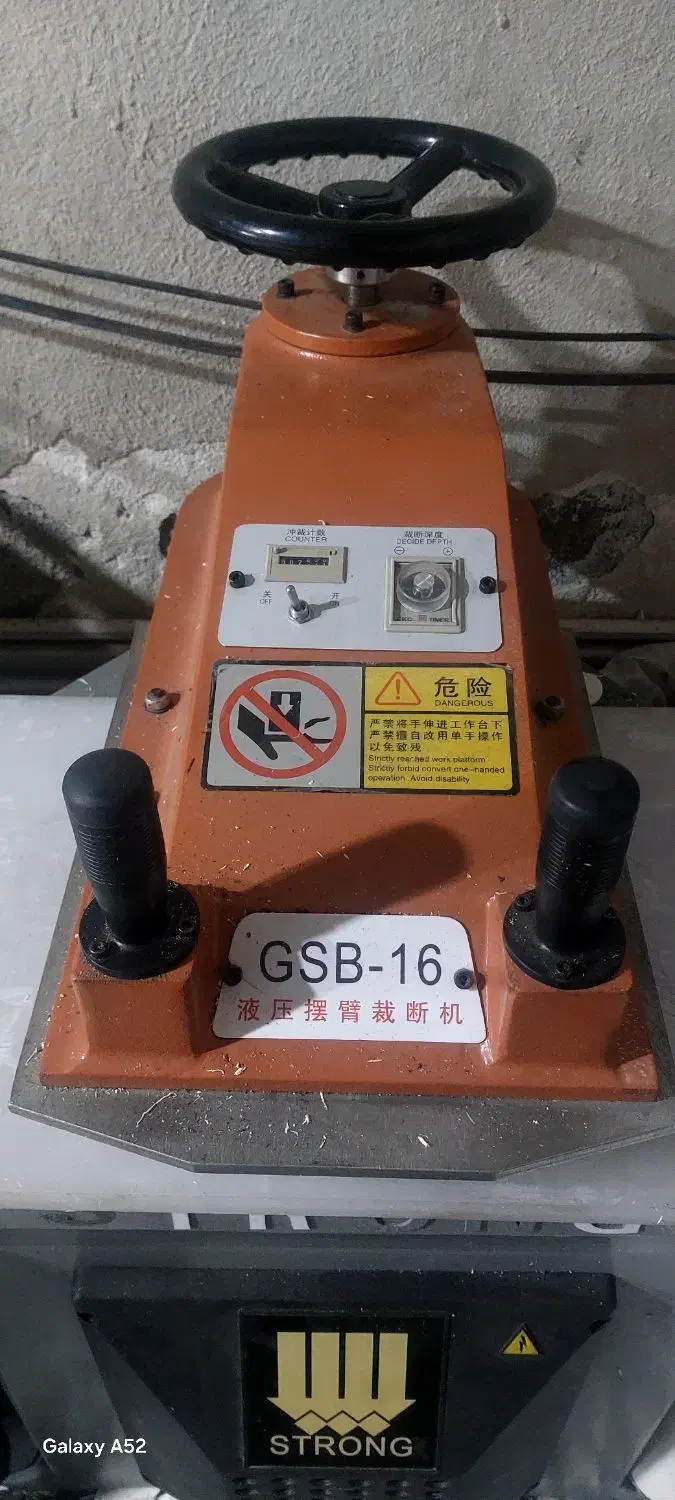 冲裁计数
COUNTER
裁断深度
DECIDE DEPTH
关
OFF
开
TIMER
危险
DANGEROUS
严禁将手伸进工作台下
严禁擅自改用单手操作
以免致残
Strictly reached work platform
Strictly forbid convert one-handed
operation Avoid disability
GSB-16
液压摆臂裁断机
STRONG
Galaxy A52